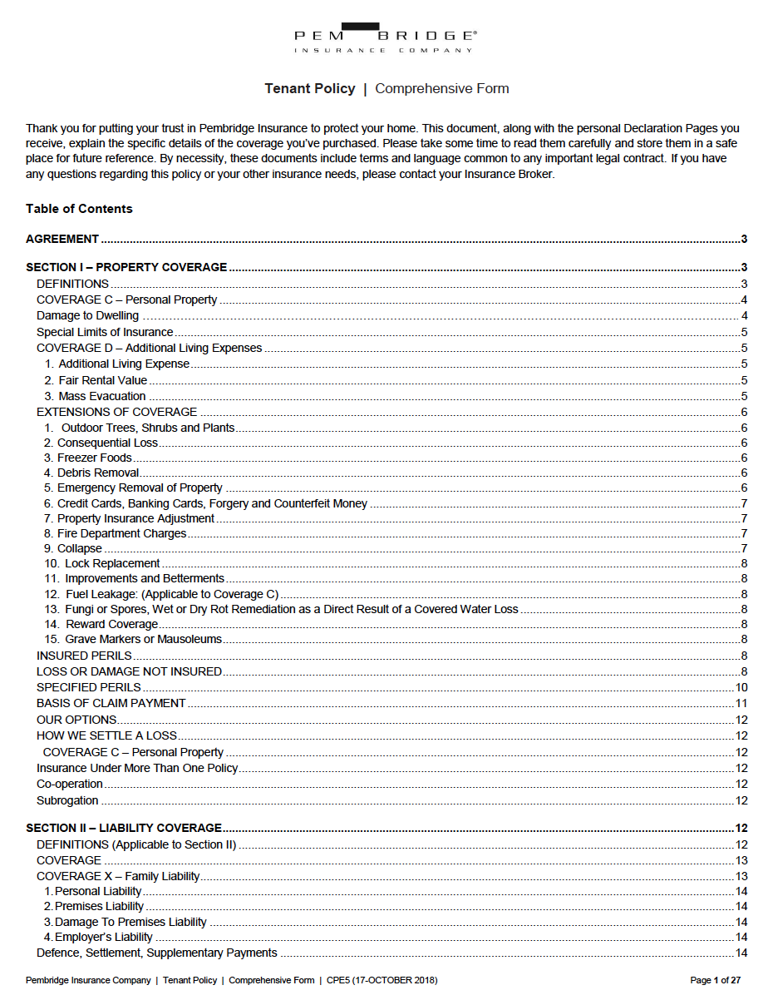 PEM BRIDGE®
INSURANCE COMPANY
Tenant Policy | Comprehensive Form
Thank you for putting your trust in Pembridge Insurance to protect your home. This document, along with the personal Declaration Pages you
receive, explain the specific details of the coverage you’ve purchased. Please take some time to read them carefully and store them in a safe
place for future reference. By necessity, these documents include terms and language common to any important legal contract. If you have
any questions regarding this policy or your other insurance needs, please contact your Insurance Broker.
Table of Contents
AGREEMENT ........ 3
SECTION I – PROPERTY COVERAGE ........ 3
DEFINITIONS ........ 3
COVERAGE C – Personal Property ........ 4
Damage to Dwelling ........ 4
Special Limits of Insurance ........ 5
COVERAGE D – Additional Living Expenses ........ 5
1. Additional Living Expense ........ 5
2. Fair Rental Value ........ 5
3. Mass Evacuation ........ 5
EXTENSIONS OF COVERAGE ........ 6
1. Outdoor Trees, Shrubs and Plants ........ 6
2. Consequential Loss ........ 6
3. Freezer Foods ........ 6
4. Debris Removal ........ 6
5. Emergency Removal of Property ........ 6
6. Credit Cards, Banking Cards, Forgery and Counterfeit Money ........ 7
7. Property Insurance Adjustment ........ 7
8. Fire Department Charges ........ 7
9. Collapse ........ 7
10. Lock Replacement ........ 8
11. Improvements and Betterments ........ 8
12. Fuel Leakage: (Applicable to Coverage C) ........ 8
13. Fungi or Spores, Wet or Dry Rot Remediation as a Direct Result of a Covered Water Loss ........ 8
14. Reward Coverage ........ 8
15. Grave Markers or Mausoleums ........ 8
INSURED PERILS ........ 8
LOSS OR DAMAGE NOT INSURED ........ 8
SPECIFIED PERILS ........ 10
BASIS OF CLAIM PAYMENT ........ 11
OUR OPTIONS ........ 12
HOW WE SETTLE A LOSS ........ 12
COVERAGE C – Personal Property ........ 12
Insurance Under More Than One Policy ........ 12
Co-operation ........ 12
Subrogation ........ 12
SECTION II – LIABILITY COVERAGE ........ 12
DEFINITIONS (Applicable to Section II) ........ 12
COVERAGE ........ 13
COVERAGE X – Family Liability ........ 13
1. Personal Liability ........ 14
2. Premises Liability ........ 14
3. Damage To Premises Liability ........ 14
4. Employer’s Liability ........ 14
Defence, Settlement, Supplementary Payments ........ 14
Pembridge Insurance Company | Tenant Policy | Comprehensive Form | CPE5 (17-OCTOBER 2018) Page 1 of 27